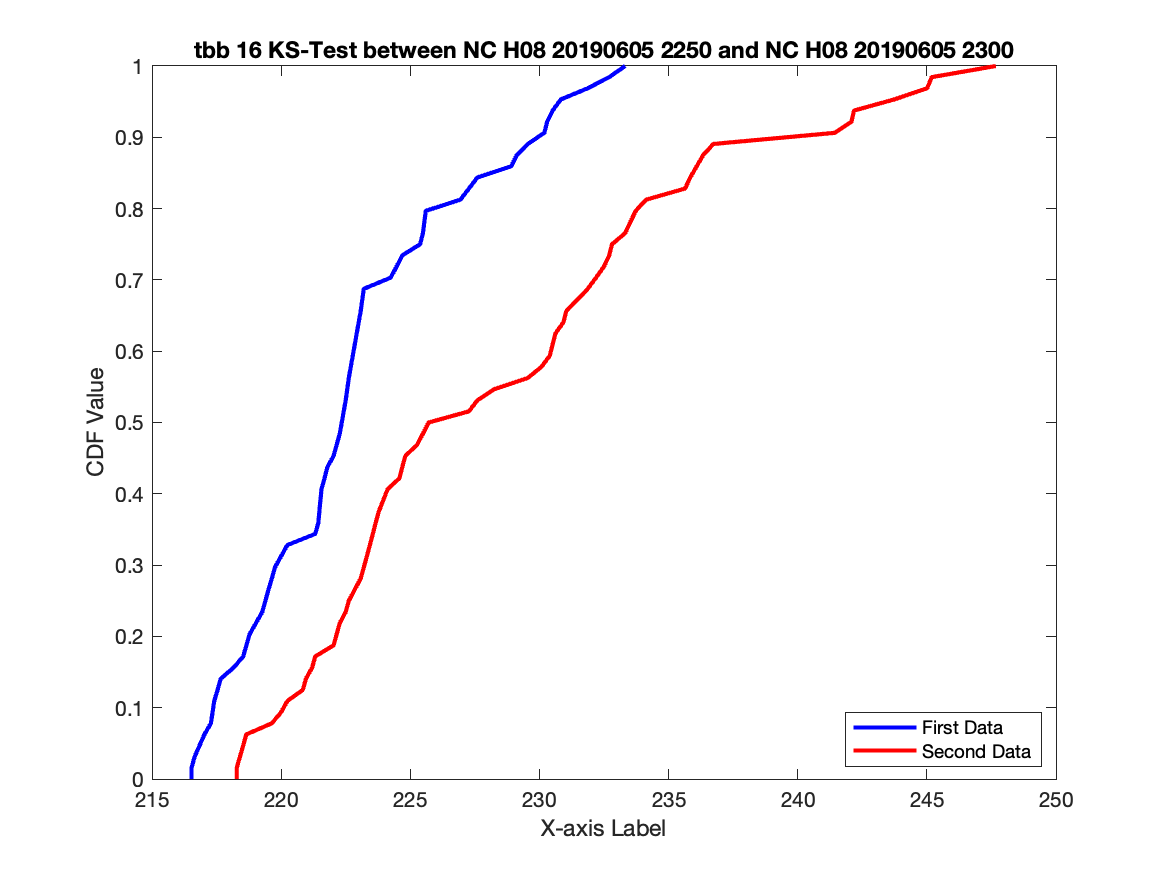 tbb 16 KS-Test between NC H08 20190605 2250 and NC H08 20190605 2300
1
0.9
0.8
0.7
0.6
0.5
0.4
0.3
0.2
0.1
0
CDF Value
215 220 225 230 235 240 245 250
X-axis Label
First Data
Second Data